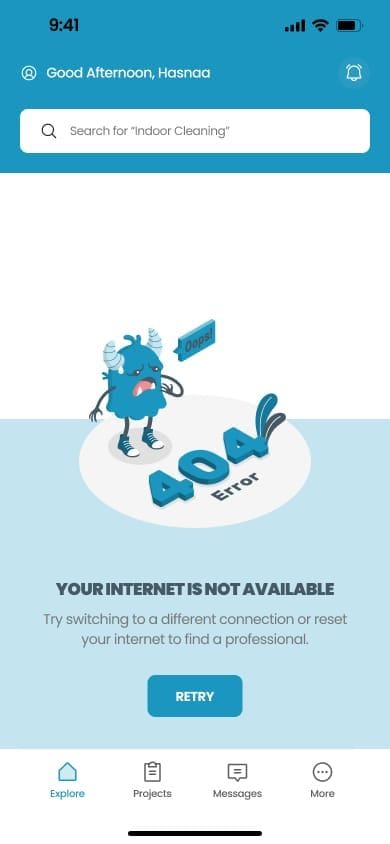 9:41
Good Afternoon, Hasnaa
Search for “Indoor Cleaning”
Oops!
404
Error
YOUR INTERNET IS NOT AVAILABLE
Try switching to a different connection or reset
your internet to find a professional.
RETRY
Explore
Projects
Messages
More